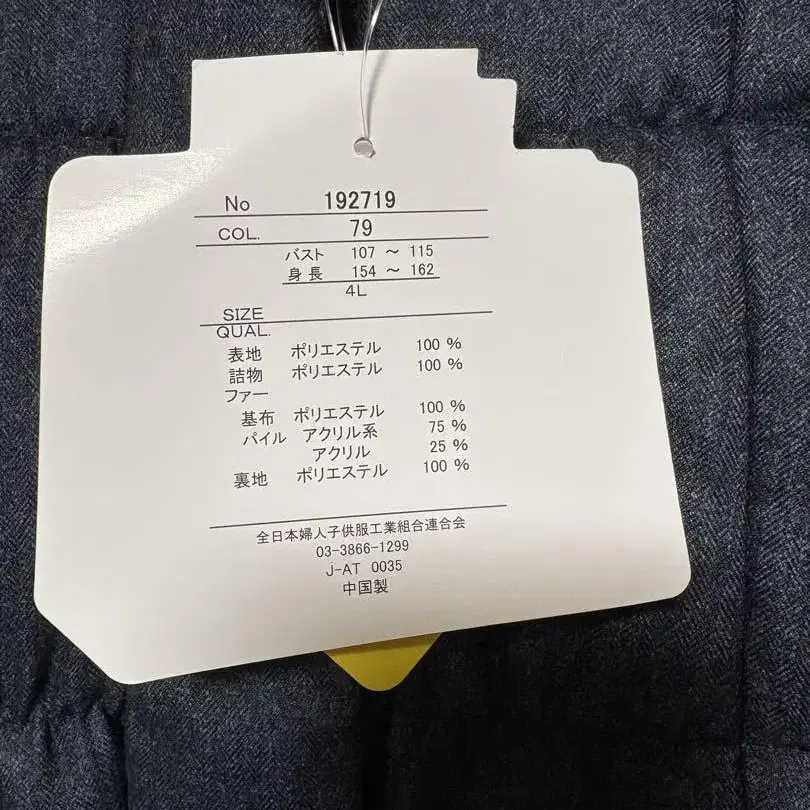 No 192719
COL. 79
バスト 107 ～ 115
身長 154 ～ 162
4L
SIZE
QUAL.
表地 ポリエステル 100 %
詰物 ポリエステル 100 %
ファー
基布 ポリエステル 100 %
パイル アクリル系 75 %
アクリル 25 %
裏地 ポリエステル 100 %
全日本婦人子供服工業組合連合会
03-3866-1299
J-AT 0035
中国製